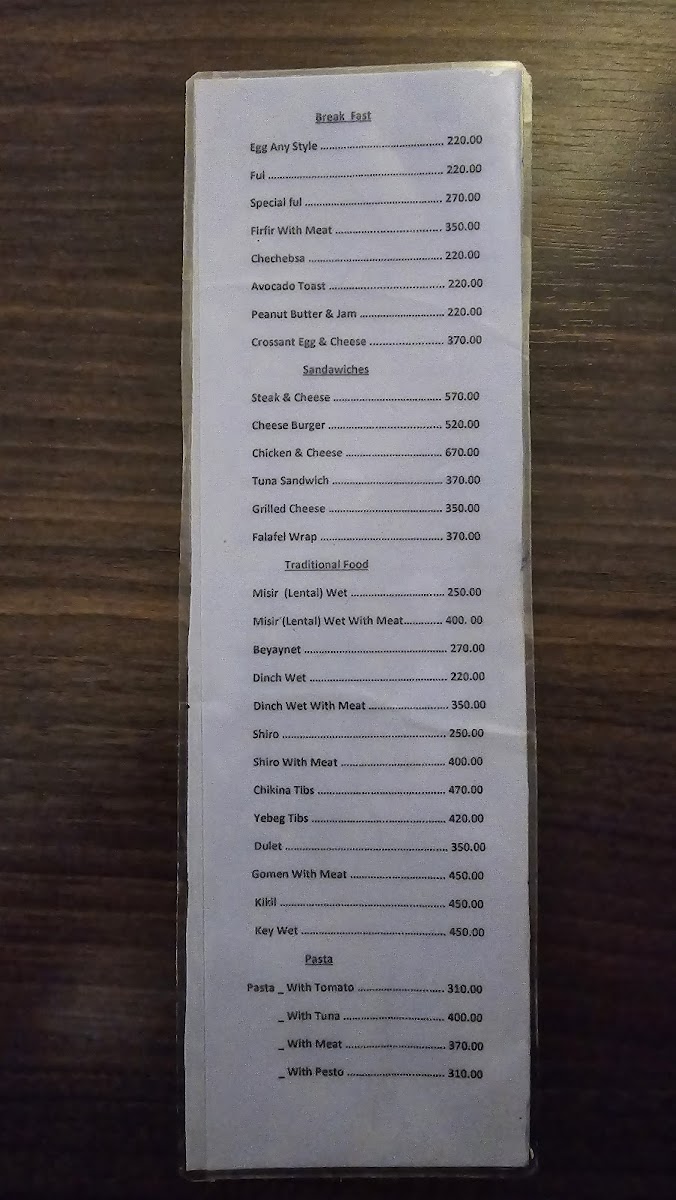 Break Fast
Egg Any Style ........................................... 220.00
Ful ............................................................. 220.00
Special ful ................................................ 270.00
Firfir With Meat ..................................... 350.00
Chechebsa ............................................... 220.00
Avocado Toast ......................................... 220.00
Peanut Butter & Jam ............................. 220.00
Crossant Egg & Cheese .......................... 370.00
Sandawiches
Steak & Cheese ...................................... 570.00
Cheese Burger ........................................ 520.00
Chicken & Cheese .................................. 670.00
Tuna Sandwich ....................................... 370.00
Grilled Cheese ........................................ 350.00
Falafel Wrap ........................................... 370.00
Traditional Food
Misir (Lental) Wet ................................. 250.00
Misir (Lental) Wet With Meat............. 400. 00
Beyaynet .................................................. 270.00
Dinch Wet ................................................ 220.00
Dinch Wet With Meat ............................ 350.00
Shiro ......................................................... 250.00
Shiro With Meat ..................................... 400.00
Chikina Tibs ............................................. 470.00
Yebeg Tibs ............................................... 420.00
Dulet ......................................................... 350.00
Gomen With Meat ................................. 450.00
Kikil ........................................................... 450.00
Key Wet ................................................... 450.00
Pasta
Pasta _ With Tomato .............................. 310.00
_ With Tuna .................................... 400.00
_ With Meat ................................... 370.00
_ With Pesto .................................. 310.00